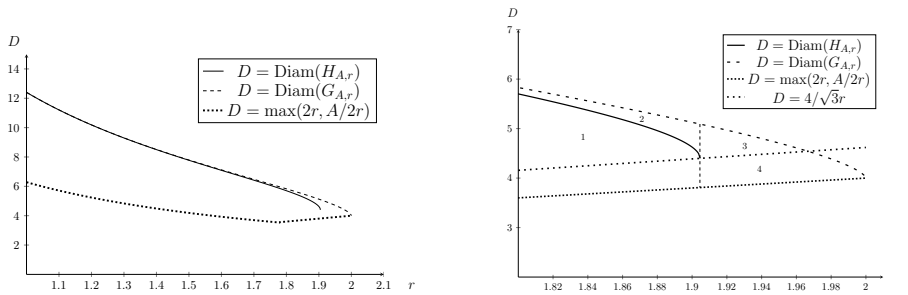 D
14
12
10
8
6
4
2
1.1 1.2 1.3 1.4 1.5 1.6 1.7 1.8 1.9 2 2.1 r
D = Diam(H_{A,r})
D = Diam(G_{A,r})
D = max(2r, A/2r)
D
7
6
5
4
3
1.82 1.84 1.86 1.88 1.9 1.92 1.94 1.96 1.98 2
D = Diam(H_{A,r})
D = Diam(G_{A,r})
D = max(2r, A/2r)
D = 4/√3r
1
2
3
4